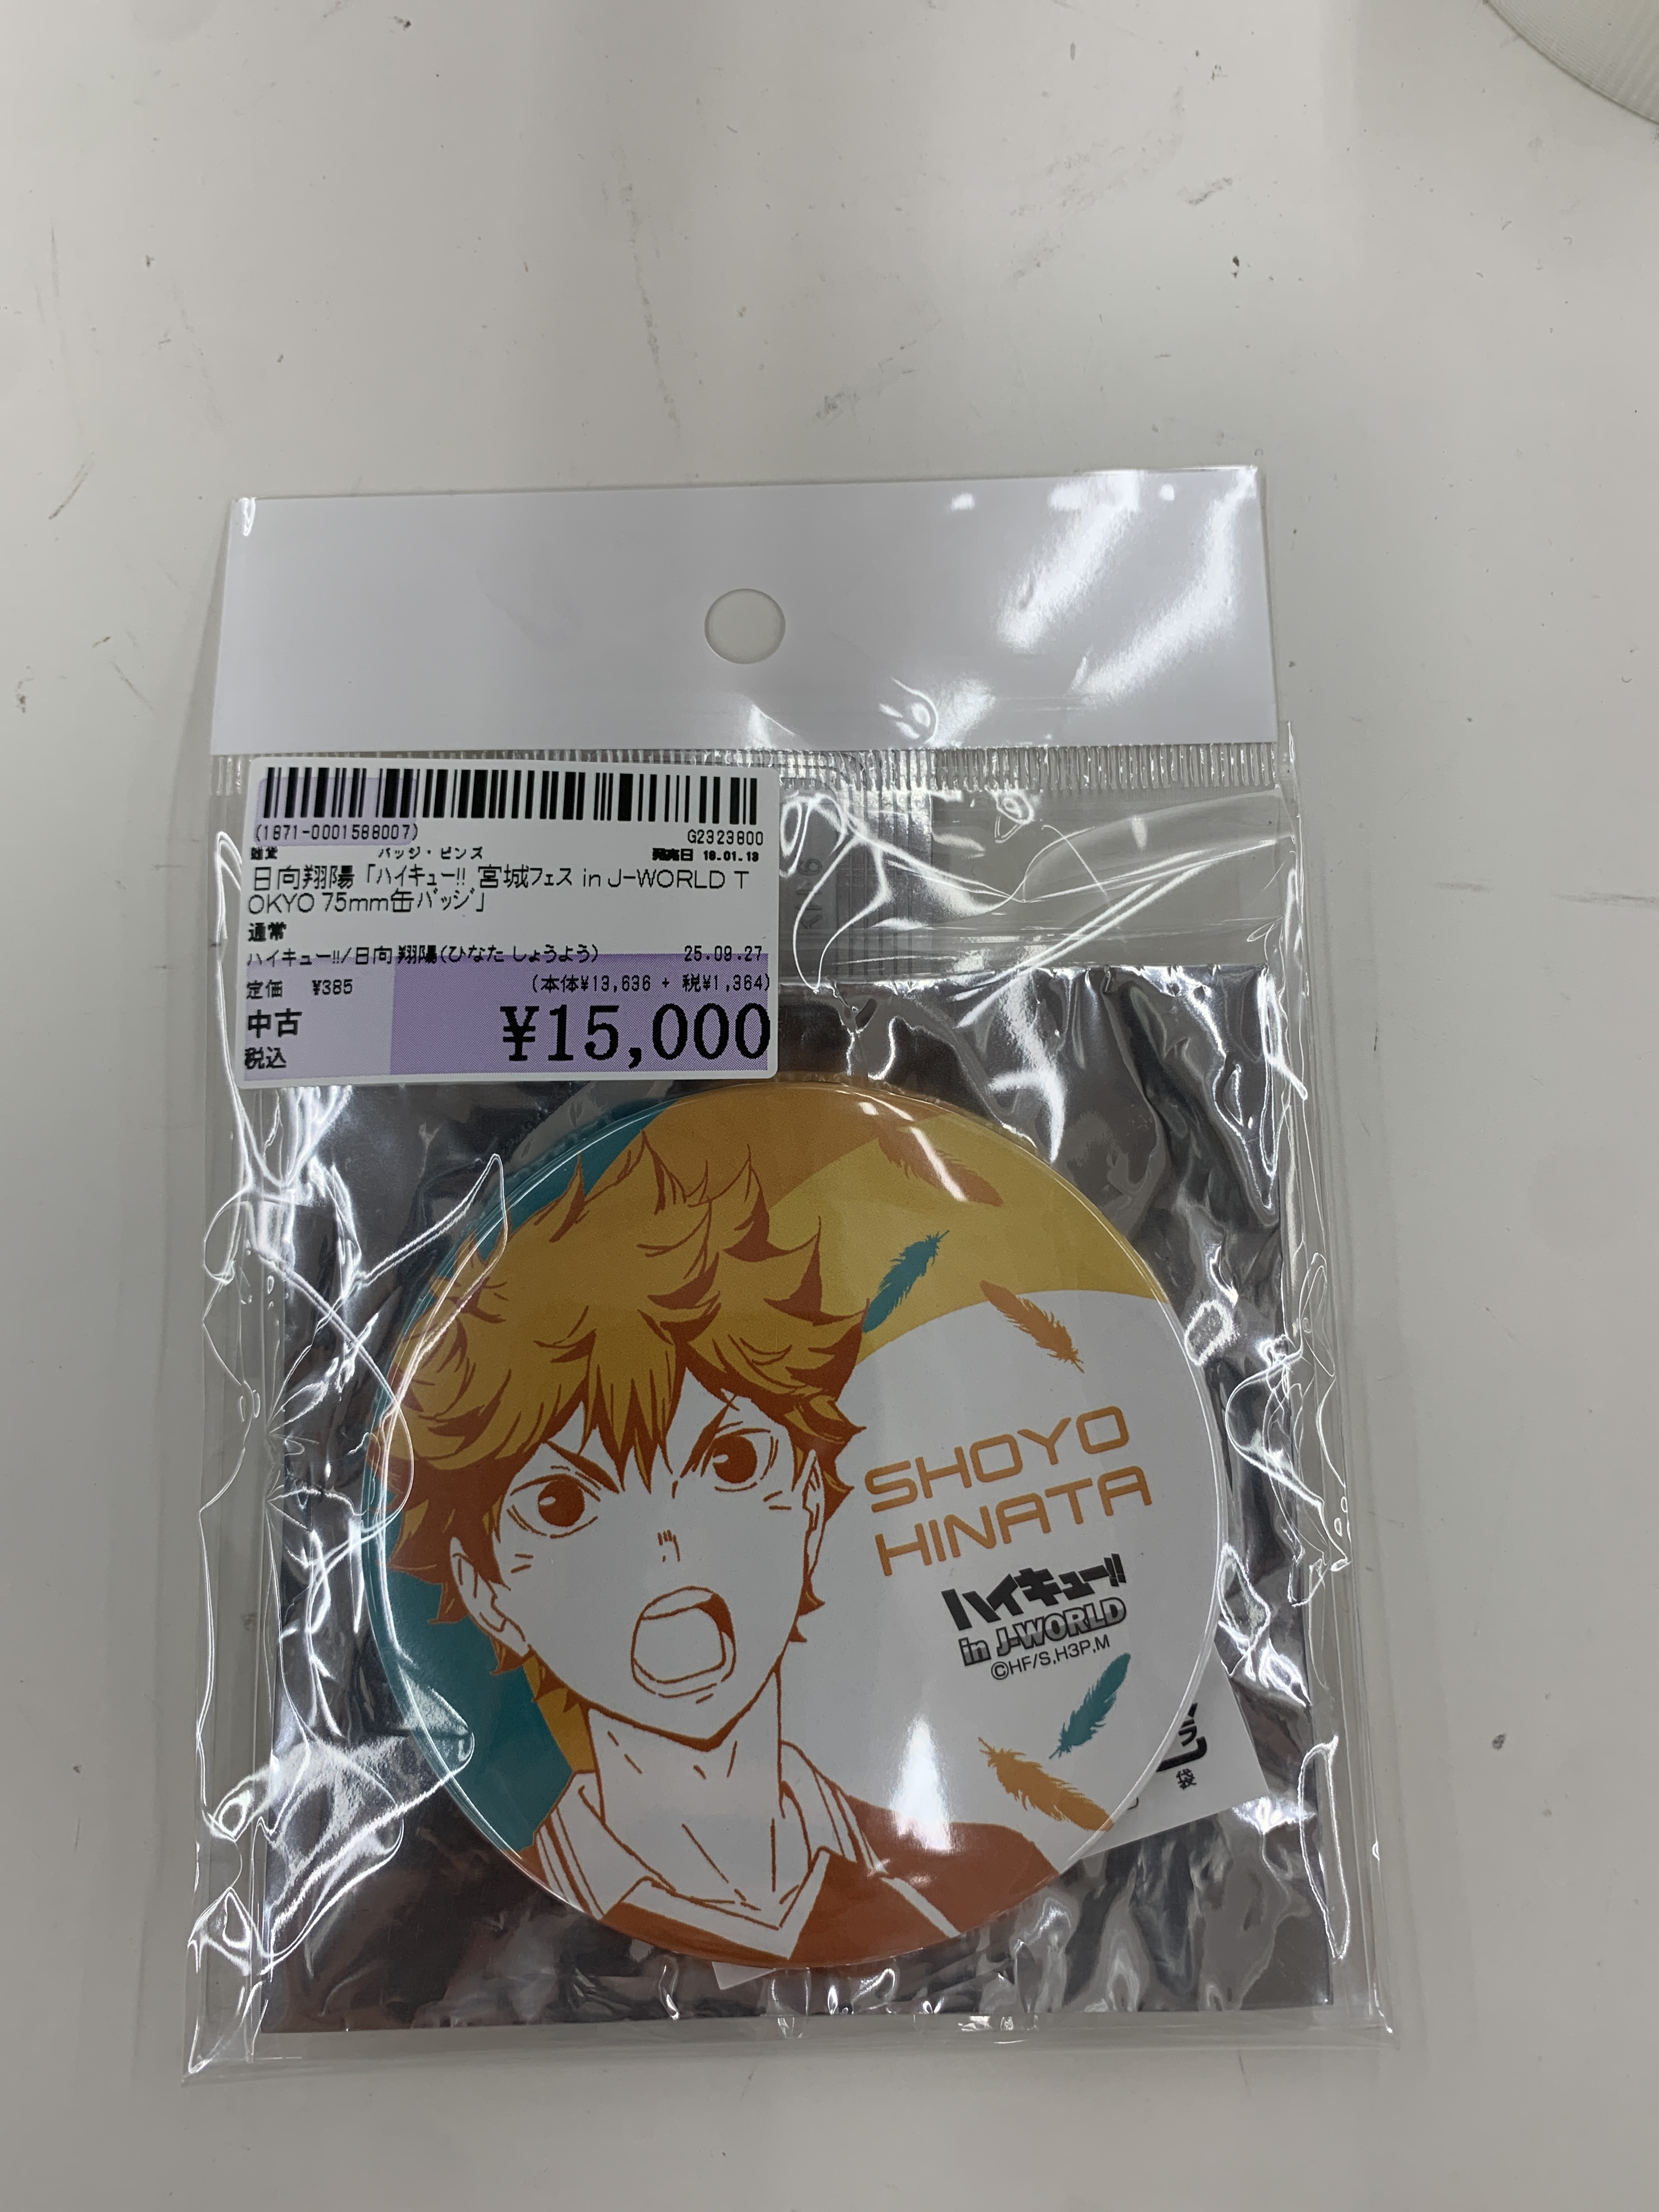 (1871-0001588007)
G2323800
雑貨 バッジ・ピンズ 発売日 18.01.13
日向翔陽「ハイキュー!! 宮城フェス in J-WORLD T
OKYO 75mm缶バッジ」
通常
ハイキュー!!/日向翔陽(ひなた しょうよう) 25.09.27
定価 ¥385 (本体¥13,636 + 税¥1,364)
中古 ¥15,000
税込
SHOYO
HINATA
ハイキュー!!
in J-WORLD
©HF/S,H3P,M
袋